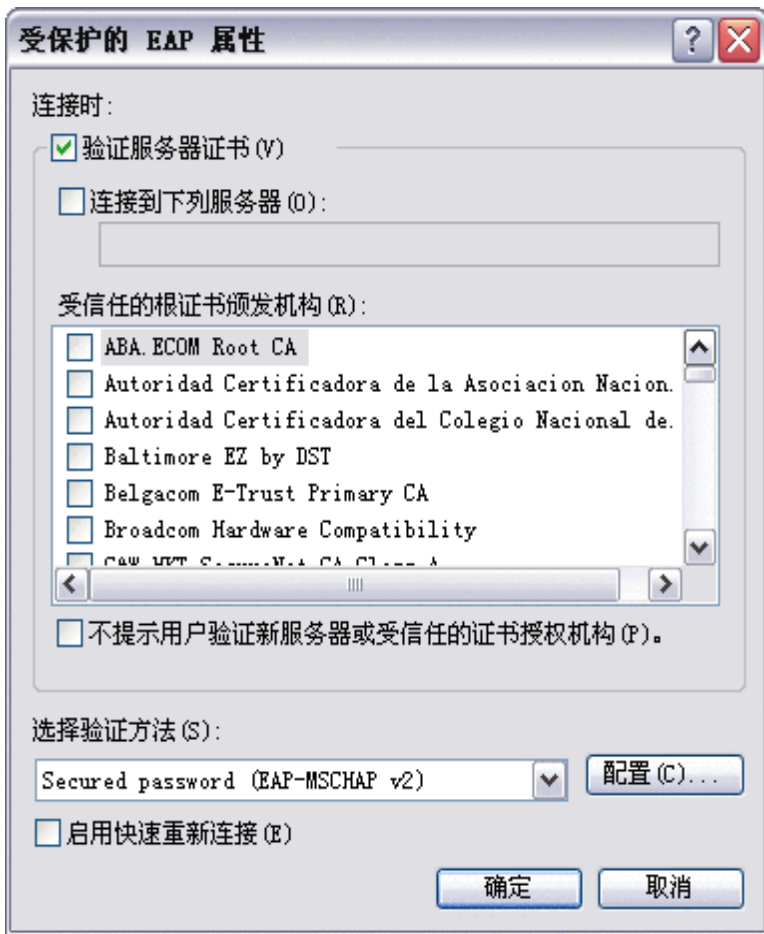 受保护的 EAP 属性
连接时:
验证服务器证书(V)
连接到下列服务器(O):
受信任的根证书颁发机构(R):
ABA.ECOM Root CA
Autoridad Certificadora de la Asociacion Nacion.
Autoridad Certificadora del Colegio Nacional de.
Baltimore EZ by DST
Belgacom E-Trust Primary CA
Broadcom Hardware Compatibility
不提示用户验证新服务器或受信任的证书授权机构(P)。
选择验证方法(S):
Secured password (EAP-MSCHAP v2)
配置(C)...
启用快速重新连接(E)
确定 取消